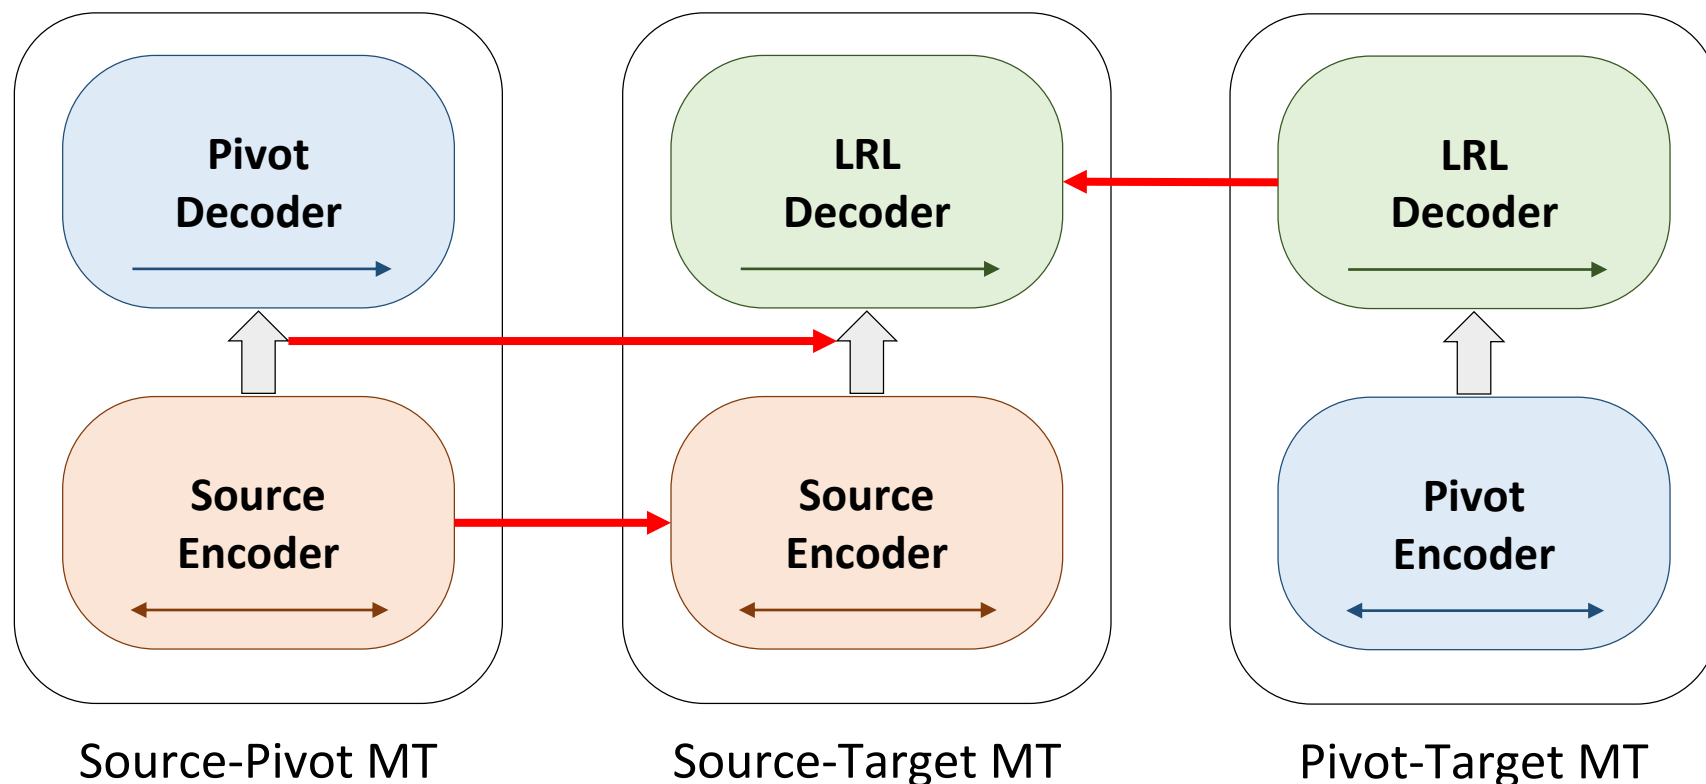 Pivot
Decoder
LRL
Decoder
LRL
Decoder
Source
Encoder
Source
Encoder
Pivot
Encoder
Source-Pivot MT
Source-Target MT
Pivot-Target MT